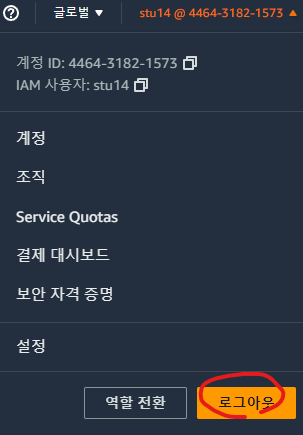 글로벌 ▼ stu14 @ 4464-3182-1573 ▲
계정 ID: 4464-3182-1573
IAM 사용자: stu14
계정
조직
Service Quotas
결제 대시보드
보안 자격 증명
설정
역할 전환 로그아웃